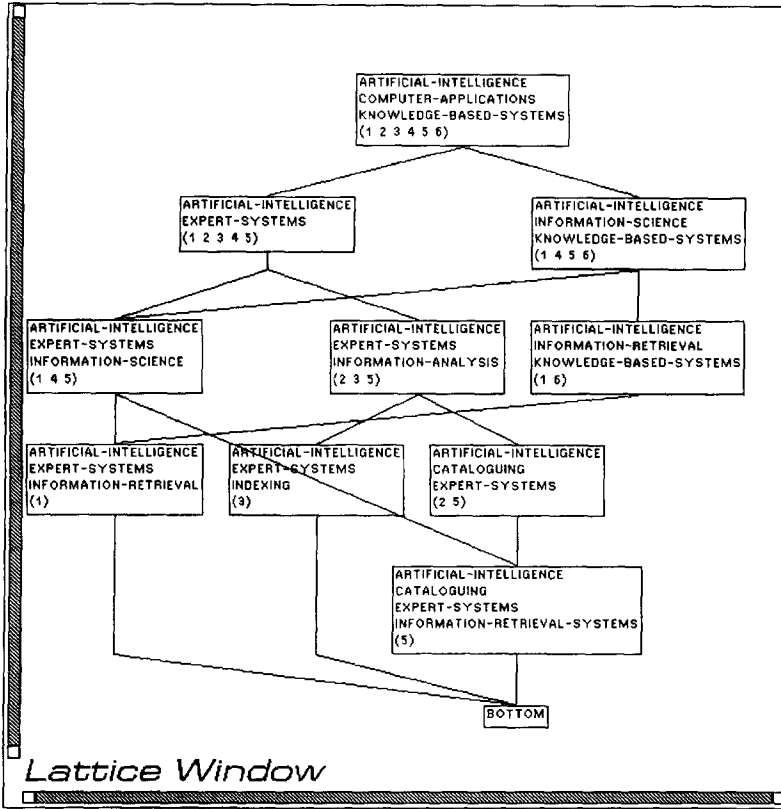 ARTIFICIAL-INTELLIGENCE
COMPUTER-APPLICATIONS
KNOWLEDGE-BASED-SYSTEMS
(1 2 3 4 5 6)
ARTIFICIAL-INTELLIGENCE
EXPERT-SYSTEMS
(1 2 3 4 5)
ARTIFICIAL-INTELLIGENCE
INFORMATION-SCIENCE
KNOWLEDGE-BASED-SYSTEMS
(1 4 5 6)
ARTIFICIAL-INTELLIGENCE
EXPERT-SYSTEMS
INFORMATION-SCIENCE
(1 4 5)
ARTIFICIAL-INTELLIGENCE
EXPERT-SYSTEMS
INFORMATION-ANALYSIS
(2 3 5)
ARTIFICIAL-INTELLIGENCE
INFORMATION-RETRIEVAL
KNOWLEDGE-BASED-SYSTEMS
(1 6)
ARTIFICIAL-INTELLIGENCE
EXPERT-SYSTEMS
INFORMATION-RETRIEVAL
(1)
ARTIFICIAL-INTELLIGENCE
EXPERT-SYSTEMS
INDEXING
(3)
ARTIFICIAL-INTELLIGENCE
CATALOGUING
EXPERT-SYSTEMS
(2 5)
ARTIFICIAL-INTELLIGENCE
CATALOGUING
EXPERT-SYSTEMS
INFORMATION-RETRIEVAL-SYSTEMS
(5)
BOTTOM
Lattice Window